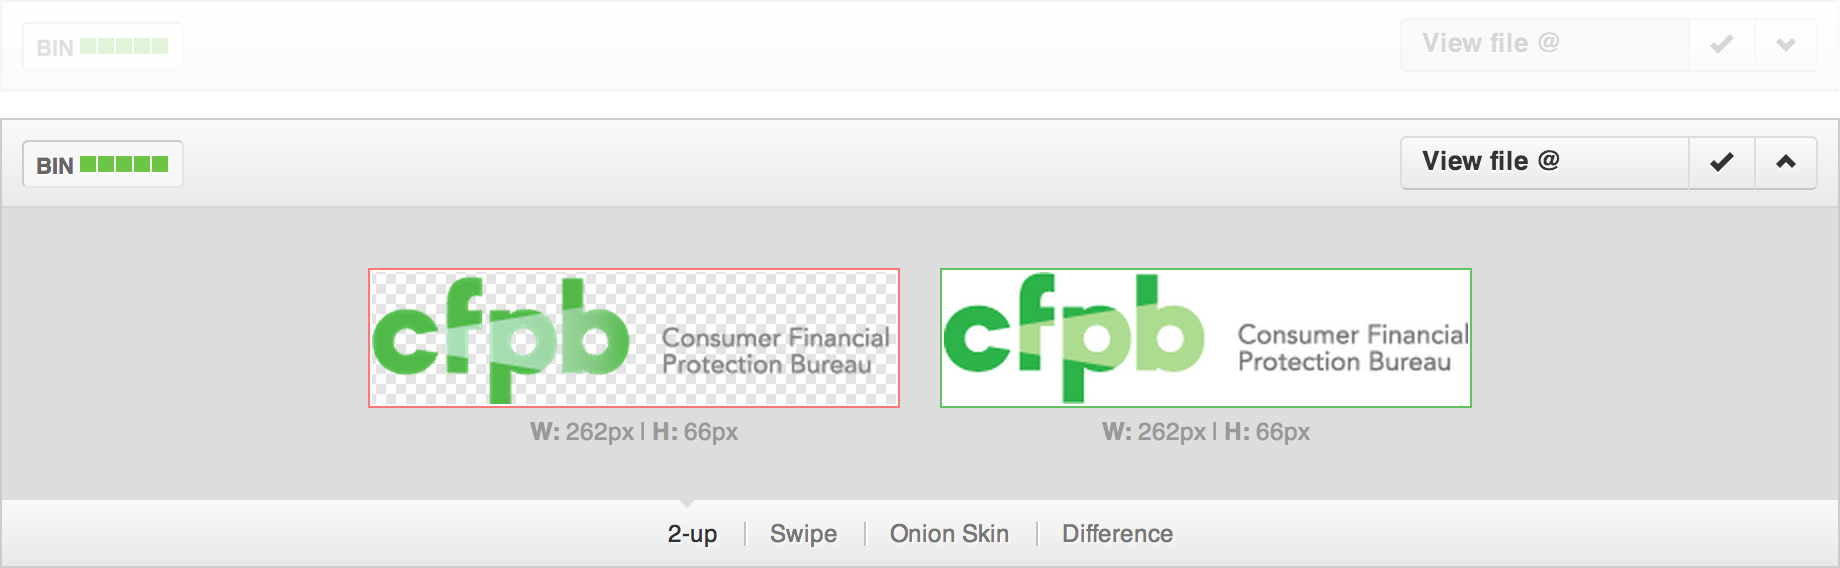 BIN
View file @
BIN
View file @
cfpb
Consumer Financial
Protection Bureau
cfpb
Consumer Financial
Protection Bureau
W: 262px | H: 66px
W: 262px | H: 66px
2-up | Swipe | Onion Skin | Difference